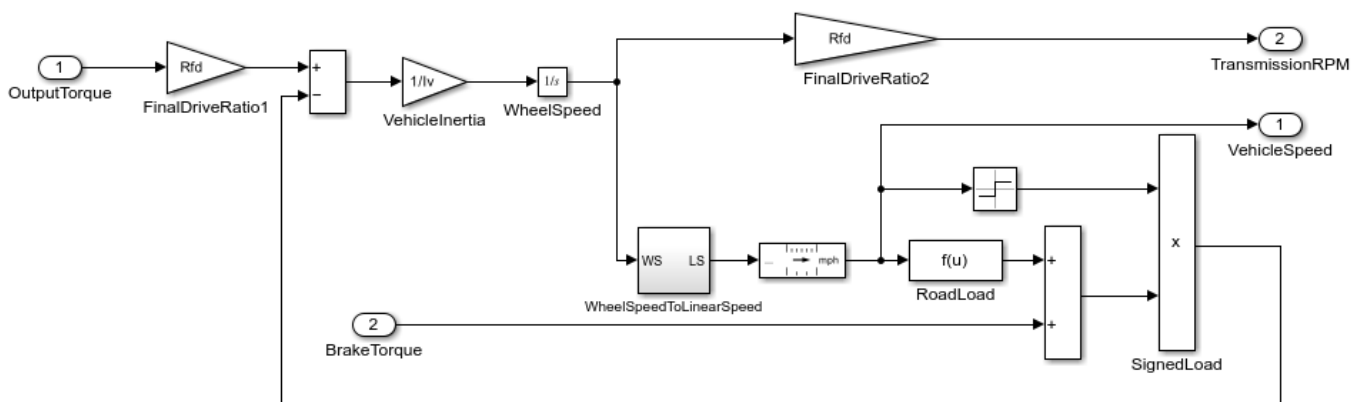 1
OutputTorque
Rfd
FinalDriveRatio1
+
−
1/Iv
VehicleInertia
1/s
WheelSpeed
Rfd
FinalDriveRatio2
2
TransmissionRPM
1
VehicleSpeed
WS LS
WheelSpeedToLinearSpeed
... mph
f(u)
RoadLoad
+
+
x
SignedLoad
2
BrakeTorque